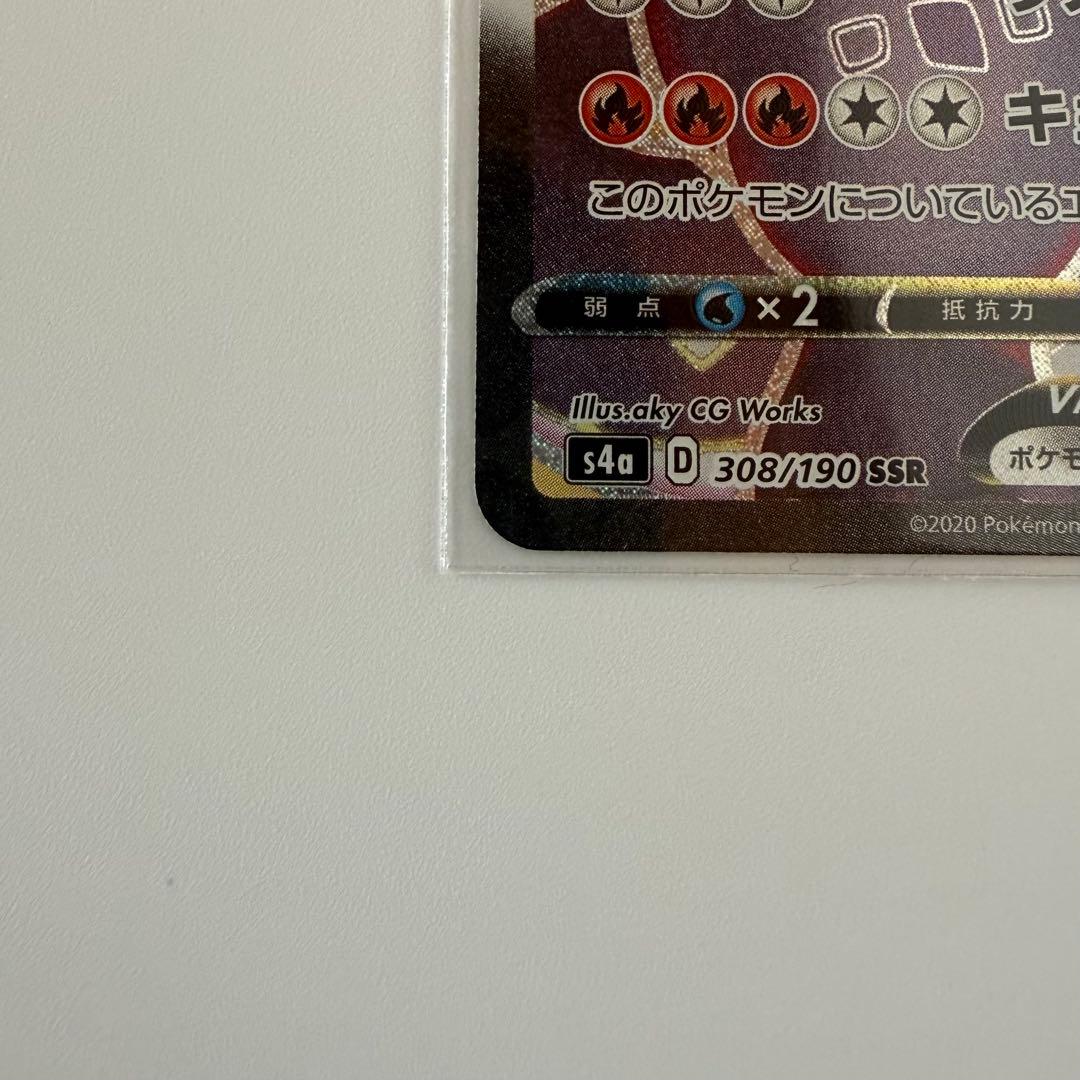 キ
このポケモンについているエ
弱点 ×2 抵抗力
Illus.aky CG Works
s4a D 308/190 SSR
ポケモ
©2020 Pokémon